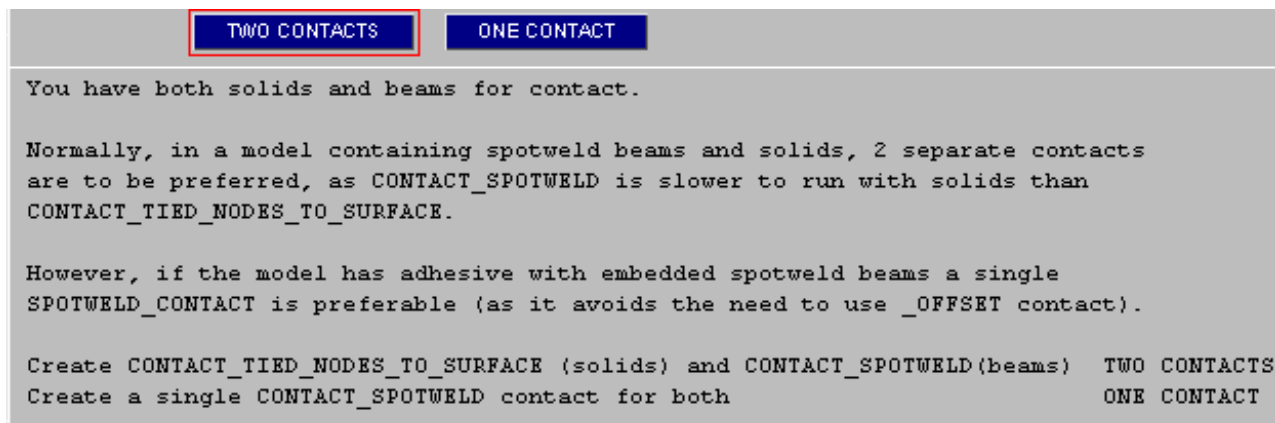 TWO CONTACTS ONE CONTACT
You have both solids and beams for contact.
Normally, in a model containing spotweld beams and solids, 2 separate contacts
are to be preferred, as CONTACT_SPOTWELD is slower to run with solids than
CONTACT_TIED_NODES_TO_SURFACE.
However, if the model has adhesive with embedded spotweld beams a single
SPOTWELD_CONTACT is preferable (as it avoids the need to use _OFFSET contact).
Create CONTACT_TIED_NODES_TO_SURFACE (solids) and CONTACT_SPOTWELD(beams) TWO CONTACTS
Create a single CONTACT_SPOTWELD contact for both ONE CONTACT